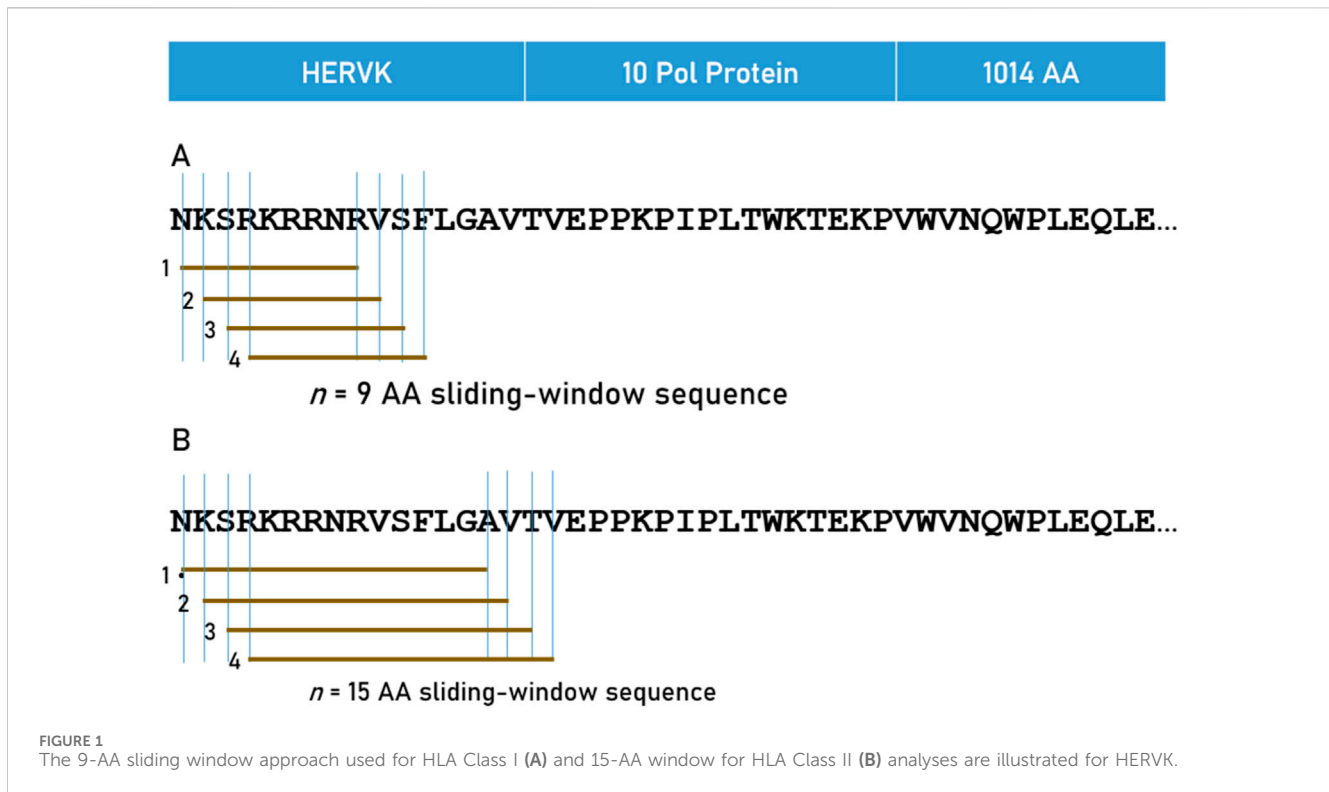 HERVK 10 Pol Protein 1014 AA
A
NKSRKRRNRVSFLGAVTVEPPKPIPLTWKTEKPVWVNQWPLEQLE...
1
2
3
4
n = 9 AA sliding-window sequence
B
NKSRKRRNRVSFLGAVTVEPPKPIPLTWKTEKPVWVNQWPLEQLE...
1
2
3
4
n = 15 AA sliding-window sequence
FIGURE 1
The 9-AA sliding window approach used for HLA Class I (A) and 15-AA window for HLA Class II (B) analyses are illustrated for HERVK.